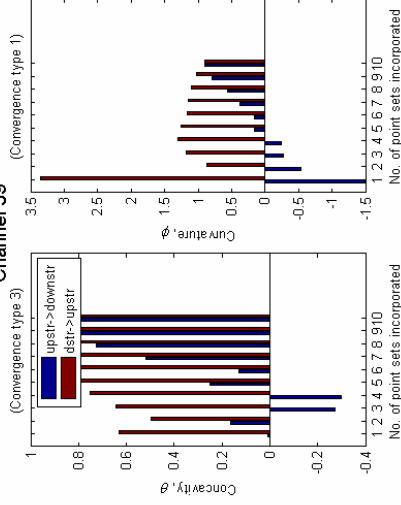 Channel
(Convergence type 3)
upstr->downstr
dstr->upstr
1
0.8
0.6
0.4
0.2
0
-0.2
-0.4
Concavity, θ
1 2 3 4 5 6 7 8 9 10
No. of point sets incorporated
(Convergence type 1)
3.5
3
2.5
2
1.5
1
0.5
0
-0.5
-1
-1.5
Curvature, ϕ
1 2 3 4 5 6 7 8 9 10
No. of point sets incorporated